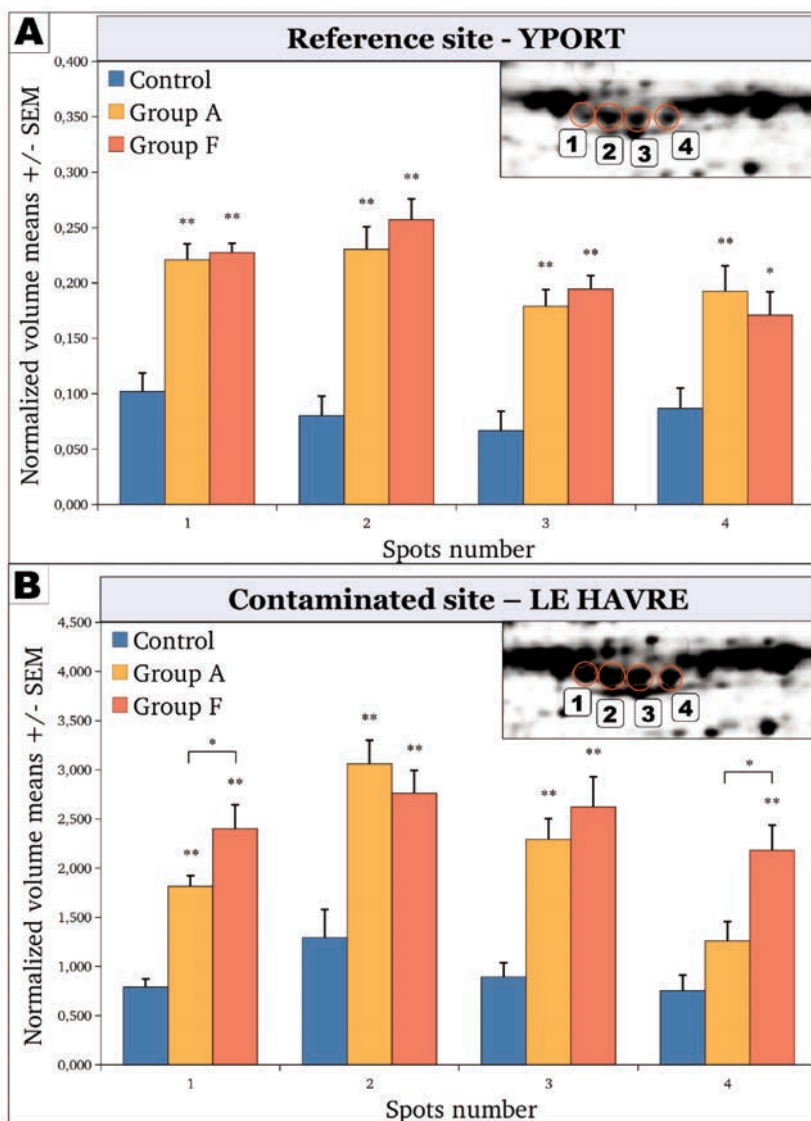 A
Reference site - YPORT
0,400
0,350
0,300
0,250
0,200
0,150
0,100
0,050
0,000
Normalized volume means +/- SEM
Control
Group A
Group F
1
2
3
4
** **
** **
** **
** *
1 2 3 4
Spots number
B
Contaminated site – LE HAVRE
4,500
4,000
3,500
3,000
2,500
2,000
1,500
1,000
0,500
0,000
Normalized volume means +/- SEM
Control
Group A
Group F
1
2
3
4
*
** **
** **
** **
*
**
1 2 3 4
Spots number